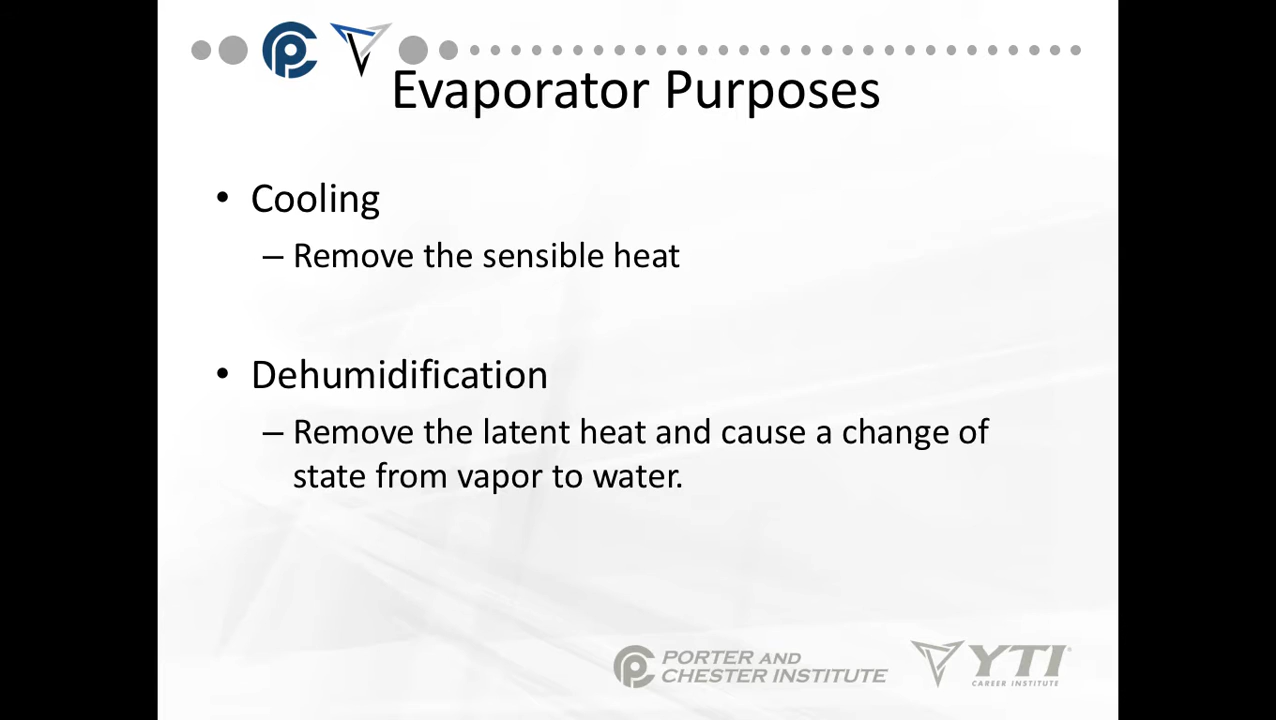 Evaporator Purposes
• Cooling
– Remove the sensible heat
• Dehumidification
– Remove the latent heat and cause a change of
state from vapor to water.
PORTER AND
CHESTER INSTITUTE
YTI
CAREER INSTITUTE